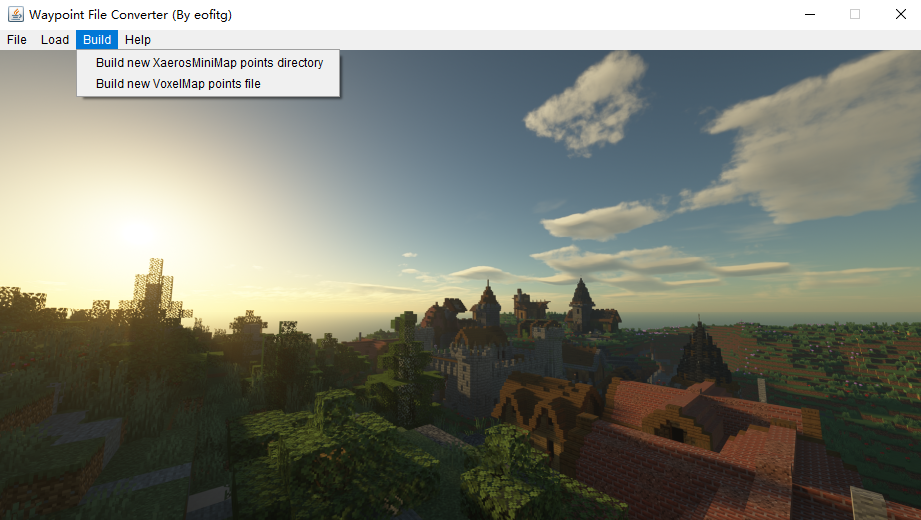 Waypoint File Converter (By eofitg)
File Load Build Help
Build new XaerosMiniMap points directory
Build new VoxelMap points file